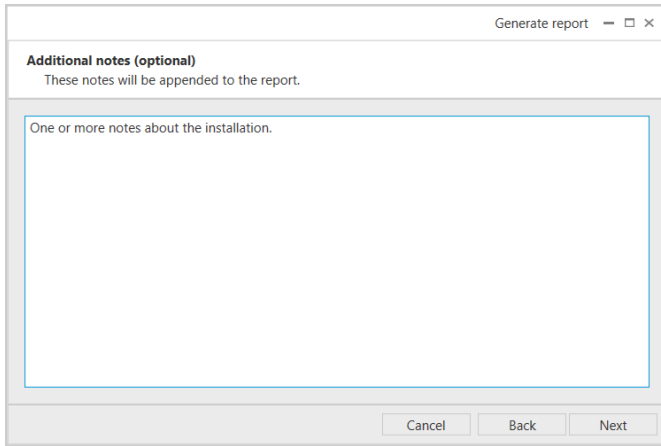 Generate report
Additional notes (optional)
These notes will be appended to the report.
One or more notes about the installation.
Cancel Back Next